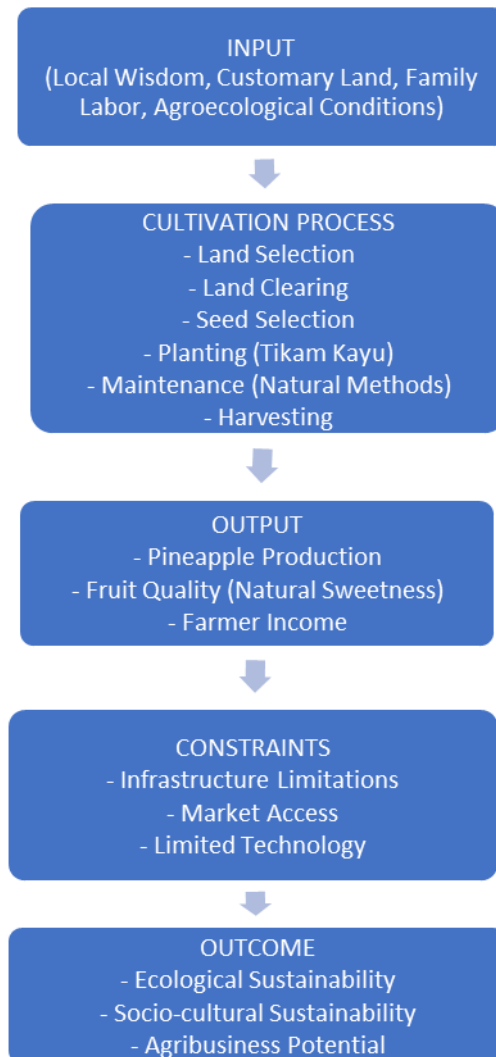 INPUT
(Local Wisdom, Customary Land, Family
Labor, Agroecological Conditions)
CULTIVATION PROCESS
- Land Selection
- Land Clearing
- Seed Selection
- Planting (Tikam Kayu)
- Maintenance (Natural Methods)
- Harvesting
OUTPUT
- Pineapple Production
- Fruit Quality (Natural Sweetness)
- Farmer Income
CONSTRAINTS
- Infrastructure Limitations
- Market Access
- Limited Technology
OUTCOME
- Ecological Sustainability
- Socio-cultural Sustainability
- Agribusiness Potential